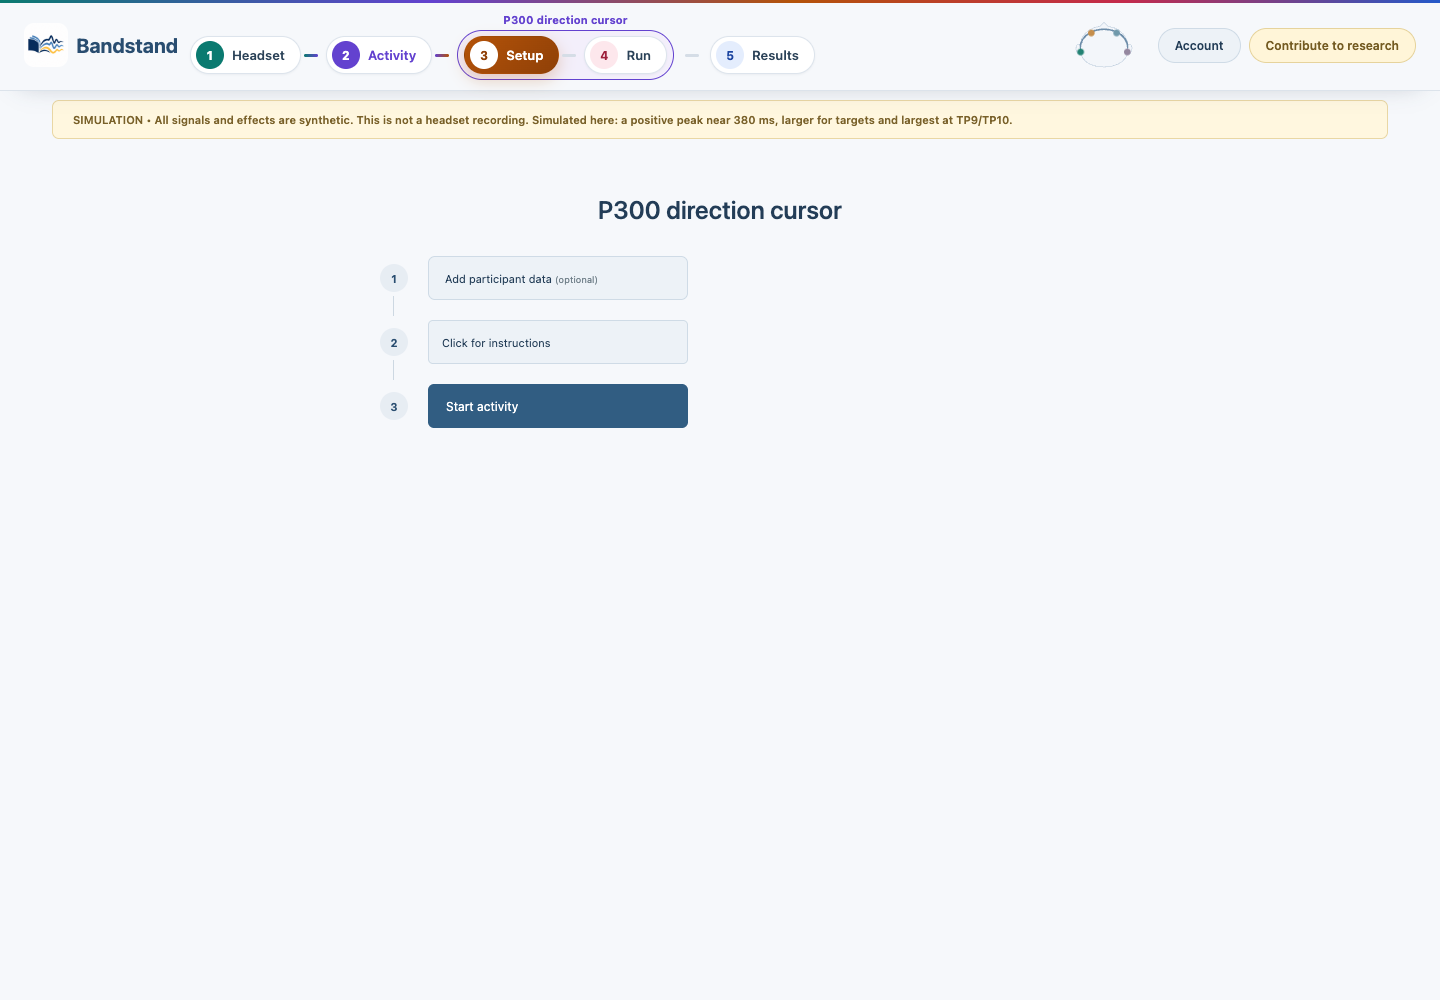 P300 direction cursor
Bandstand
1 Headset
2 Activity
3 Setup
4 Run
5 Results
Account
Contribute to research
SIMULATION • All signals and effects are synthetic. This is not a headset recording. Simulated here: a positive peak near 380 ms, larger for targets and largest at TP9/TP10.
P300 direction cursor
1 Add participant data (optional)
2 Click for instructions
3 Start activity